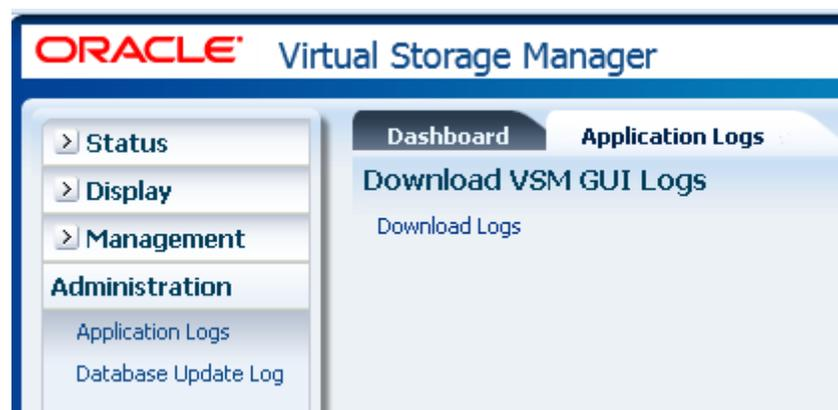 ORACLE Virtual Storage Manager
Status
Display
Management
Administration
Application Logs
Database Update Log
Dashboard
Application Logs
Download VSM GUI Logs
Download Logs